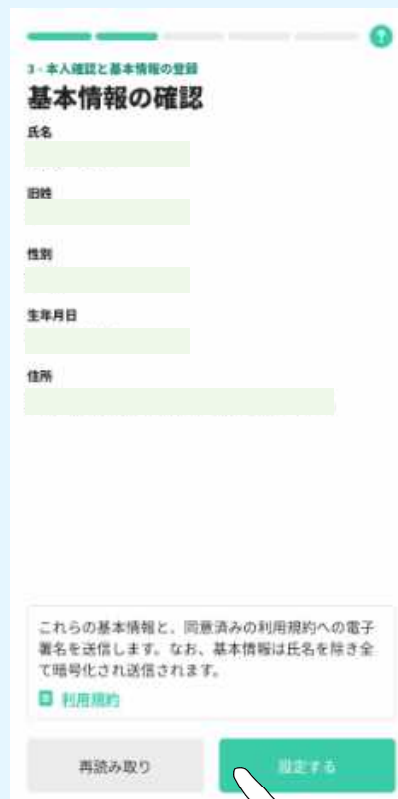 3 - 本人確認と基本情報の登録
基本情報の確認
氏名
旧姓
性別
生年月日
住所
これらの基本情報と、同意済みの利用規約への電子
署名を送信します。なお、基本情報は氏名を除き全
て暗号化され送信されます。
利用規約
再読み取り
設定する